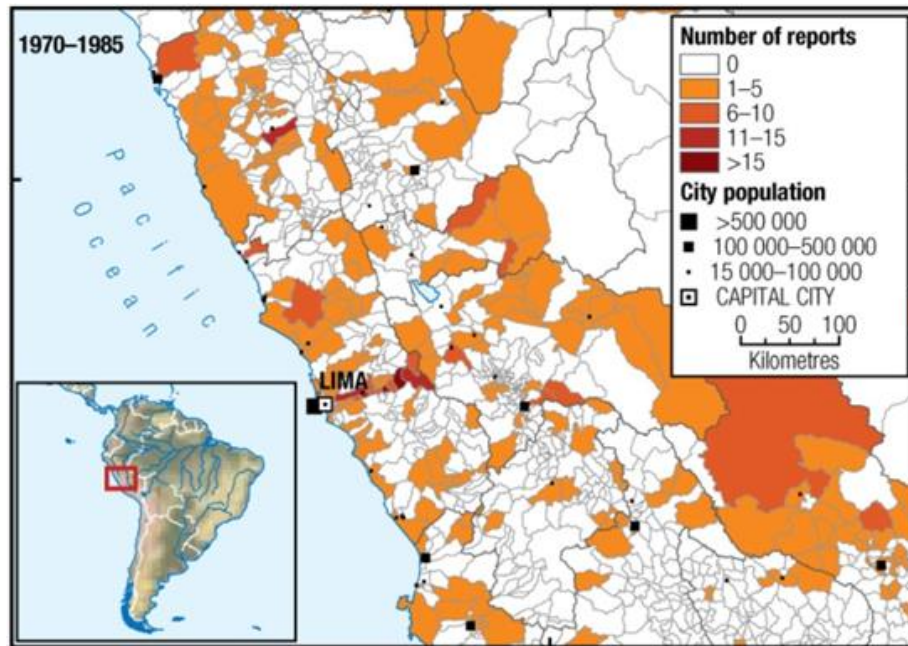 1970–1985
Pacific
Ocean
LIMA
Number of reports
0
1–5
6–10
11–15
>15
City population
>500 000
100 000–500 000
15 000–100 000
CAPITAL CITY
0 50 100
Kilometres